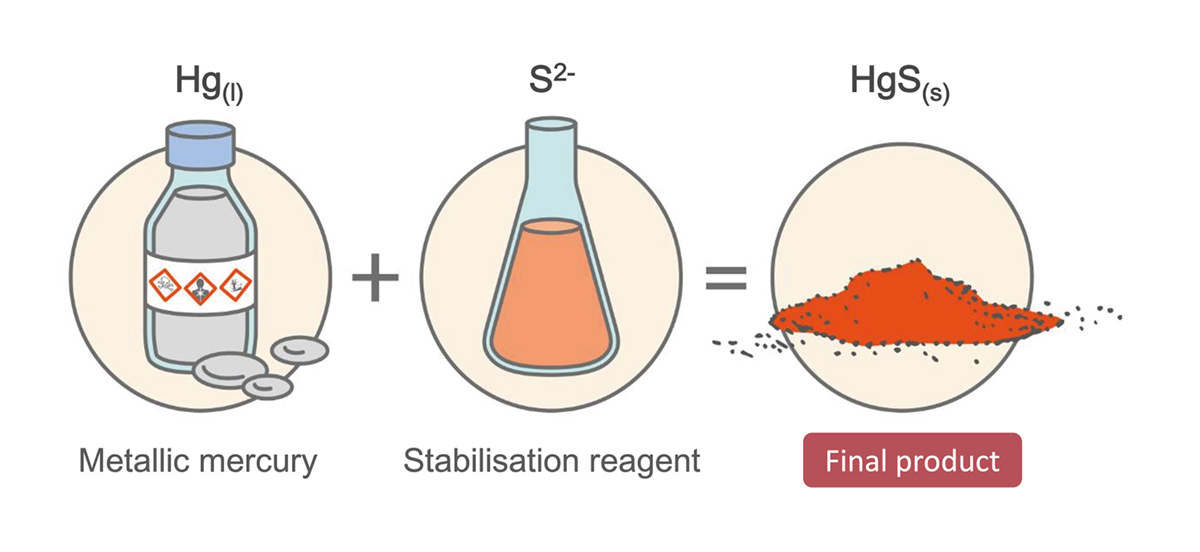 Hg(l)
S2-
HgS(s)
+
=
Metallic mercury
Stabilisation reagent
Final product